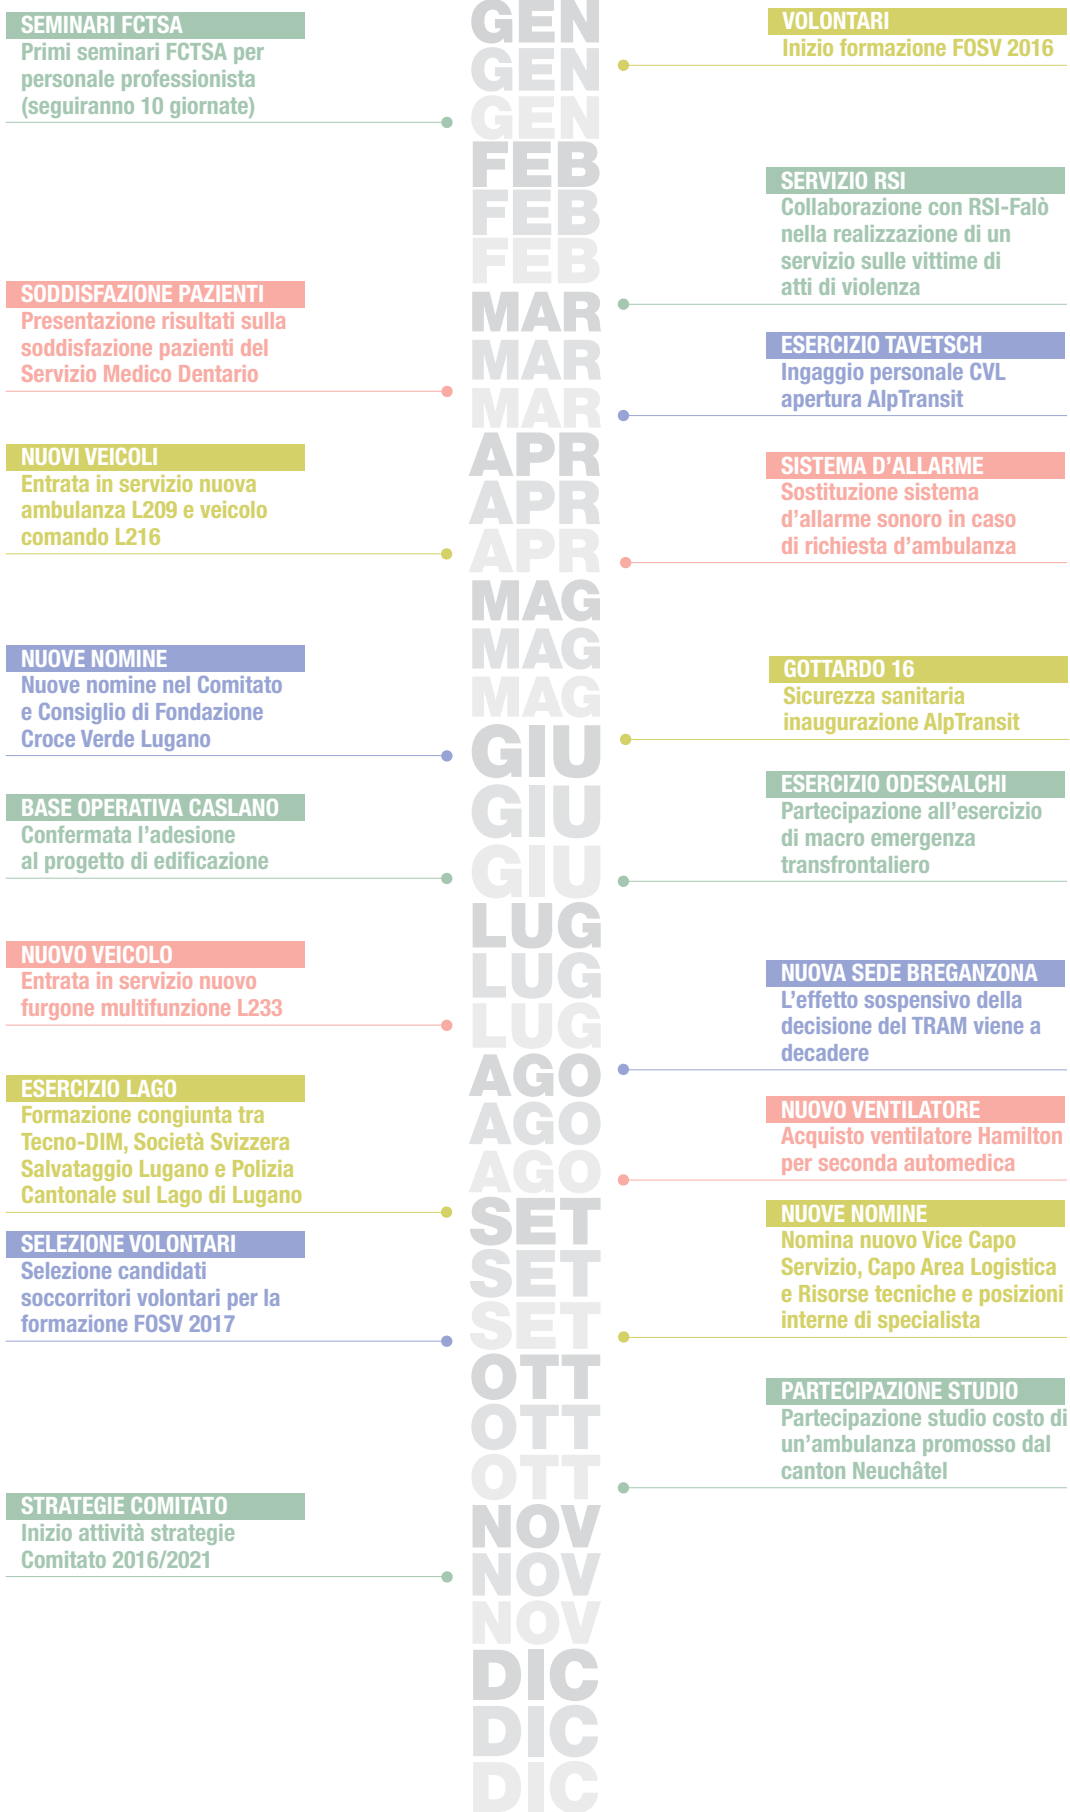 SEMINARI FCTSA
Primi seminari FCTSA per
personale professionista
(seguiranno 10 giornate)
SODDISFAZIONE PAZIENTI
Presentazione risultati sulla
soddisfazione pazienti del
Servizio Medico Dentario
NUOVI VEICOLI
Entrata in servizio nuova
ambulanza L209 e veicolo
comando L216
NUOVE NOMINE
Nuove nomine nel Comitato
e Consiglio di Fondazione
Croce Verde Lugano
BASE OPERATIVA CASLANO
Confermata l’adesione
al progetto di edificazione
NUOVO VEICOLO
Entrata in servizio nuovo
furgone multifunzione L233
ESERCIZIO LAGO
Formazione congiunta tra
Tecno-DIM, Società Svizzera
Salvataggio Lugano e Polizia
Cantonale sul Lago di Lugano
SELEZIONE VOLONTARI
Selezione candidati
soccorritori volontari per la
formazione FOSV 2017
STRATEGIE COMITATO
Inizio attività strategie
Comitato 2016/2021
GEN
GEN
GEN
FEB
FEB
FEB
MAR
MAR
MAR
APR
APR
APR
MAG
MAG
MAG
GIU
GIU
GIU
LUG
LUG
LUG
AGO
AGO
AGO
SET
SET
SET
OTT
OTT
OTT
NOV
NOV
NOV
DIC
DIC
DIC
VOLONTARI
Inizio formazione FOSV 2016
SERVIZIO RSI
Collaborazione con RSI-Falò
nella realizzazione di un
servizio sulle vittime di
atti di violenza
ESERCIZIO TAVETSCH
Ingaggio personale CVL
apertura AlpTransit
SISTEMA D’ALLARME
Sostituzione sistema
d’allarme sonoro in caso
di richiesta d’ambulanza
GOTTARDO 16
Sicurezza sanitaria
inaugurazione AlpTransit
ESERCIZIO ODESCALCHI
Partecipazione all’esercizio
di macro emergenza
transfrontaliero
NUOVA SEDE BREGANZONA
L’effetto sospensivo della
decisione del TRAM viene a
decadere
NUOVO VENTILATORE
Acquisto ventilatore Hamilton
per seconda automedica
NUOVE NOMINE
Nomina nuovo Vice Capo
Servizio, Capo Area Logistica
e Risorse tecniche e posizioni
interne di specialista
PARTECIPAZIONE STUDIO
Partecipazione studio costo di
un’ambulanza promosso dal
canton Neuchâtel